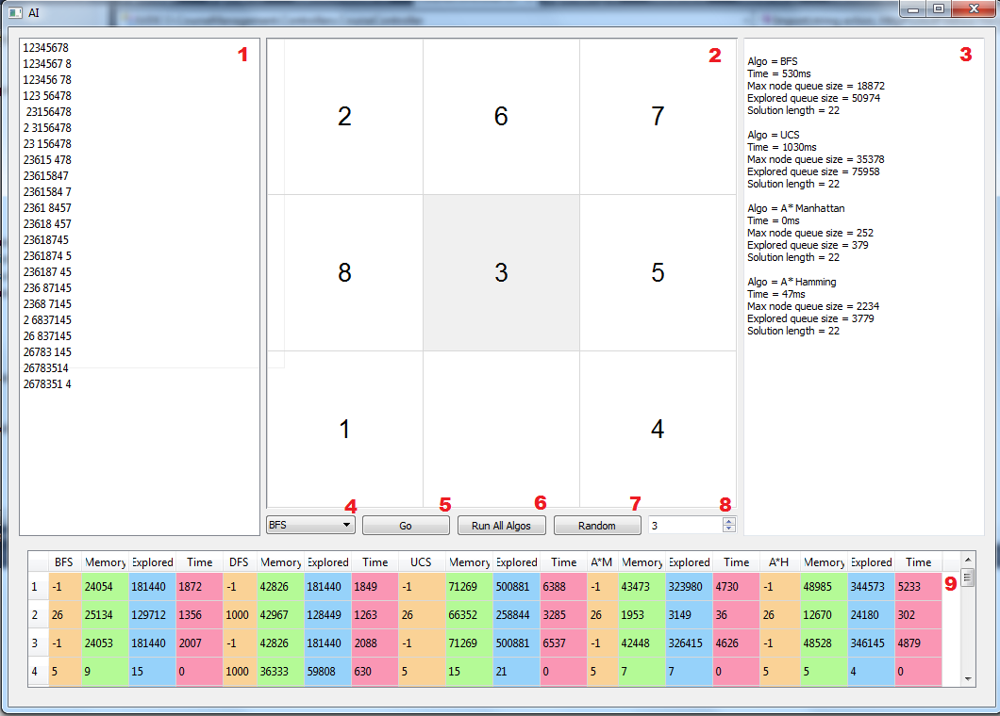 AI
12345678
1234567 8
123456 78
123 56478
 23156478
2 3156478
23 156478
23615 478
23615847
2361584 7
2361 8457
23618 457
23618745
2361874 5
236187 45
236 87145
2368 7145
2 6837145
26 837145
26783 145
26783514
2678351 4
1
2
2 6 7
8 3 5
1 4
3
Algo = BFS
Time = 530ms
Max node queue size = 18872
Explored queue size = 50974
Solution length = 22
Algo = UCS
Time = 1030ms
Max node queue size = 35378
Explored queue size = 75958
Solution length = 22
Algo = A* Manhattan
Time = 0ms
Max node queue size = 252
Explored queue size = 379
Solution length = 22
Algo = A* Hamming
Time = 47ms
Max node queue size = 2234
Explored queue size = 3779
Solution length = 22
4 5 6 7 8
BFS Go Run All Algos Random 3
BFS Memory Explored Time DFS Memory Explored Time UCS Memory Explored Time A*M Memory Explored Time A*H Memory Explored Time
1 -1 24054 181440 1872 -1 42826 181440 1849 -1 71269 500881 6388 -1 43473 323980 4730 -1 48985 344573 5233 9
2 26 25134 129712 1356 1000 42967 128449 1263 26 66352 258844 3285 26 1953 3149 36 26 12670 24180 302
3 -1 24053 181440 2007 -1 42826 181440 2088 -1 71269 500881 6537 -1 42448 326415 4626 -1 48528 346145 4879
4 5 9 15 0 1000 36333 59808 630 5 15 21 0 5 7 7 0 5 5 4 0